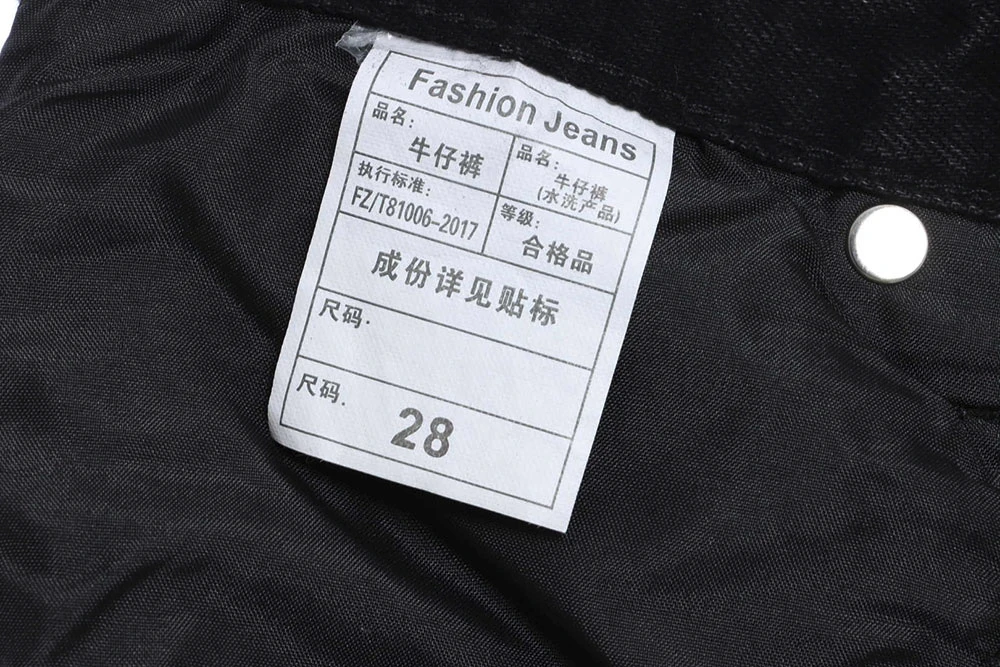 Fashion Jeans
品名：
牛仔裤
品名：
牛仔裤
(水洗产品)
执行标准：
FZ/T81006-2017
等级：
合格品
成份详见贴标
尺码.
尺码.
28